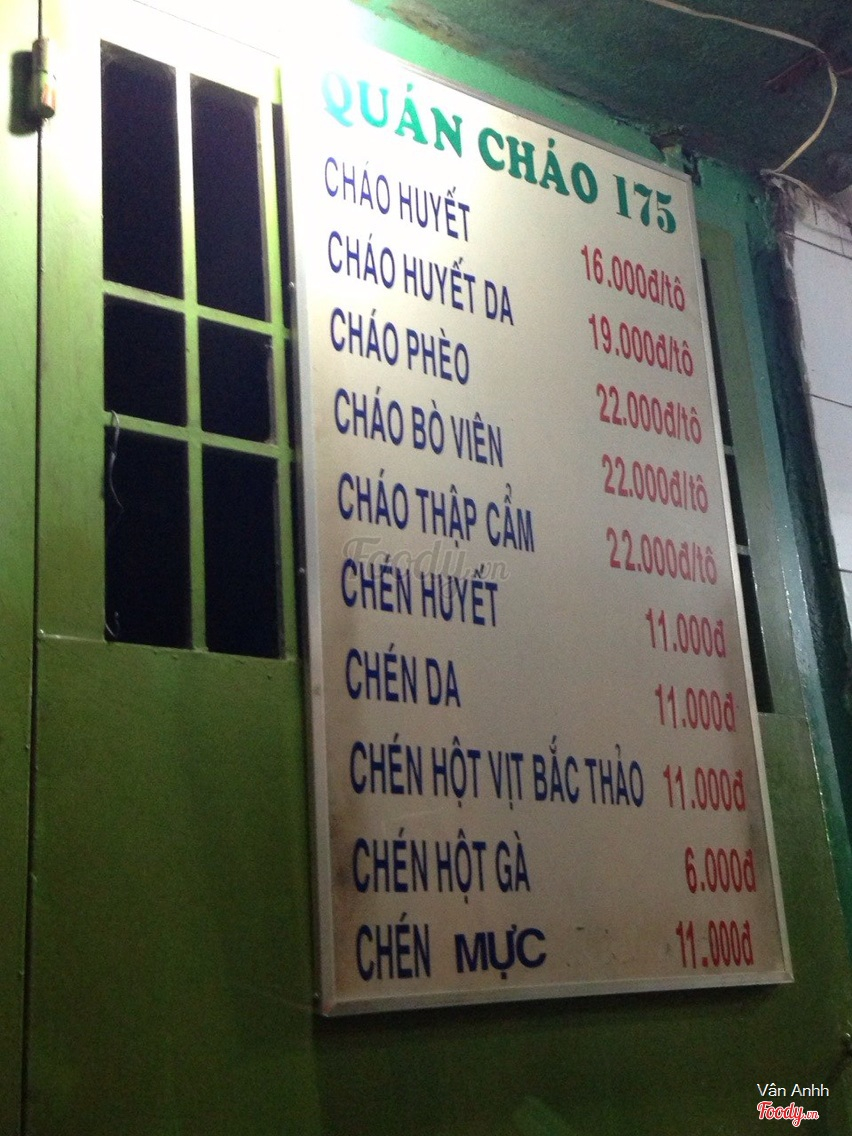 QUÁN CHÁO 175
CHÁO HUYẾT 16.000đ/tô
CHÁO HUYẾT DA 19.000đ/tô
CHÁO PHÈO 22.000đ/tô
CHÁO BÒ VIÊN 22.000đ/tô
CHÁO THẬP CẨM 22.000đ/tô
CHÉN HUYẾT 11.000đ
CHÉN DA 11.000đ
CHÉN HỘT VỊT BẮC THẢO 11.000đ
CHÉN HỘT GÀ 6.000đ
CHÉN MỰC 11.000đ
Foody.vn
Vân Anhh
Foody.vn